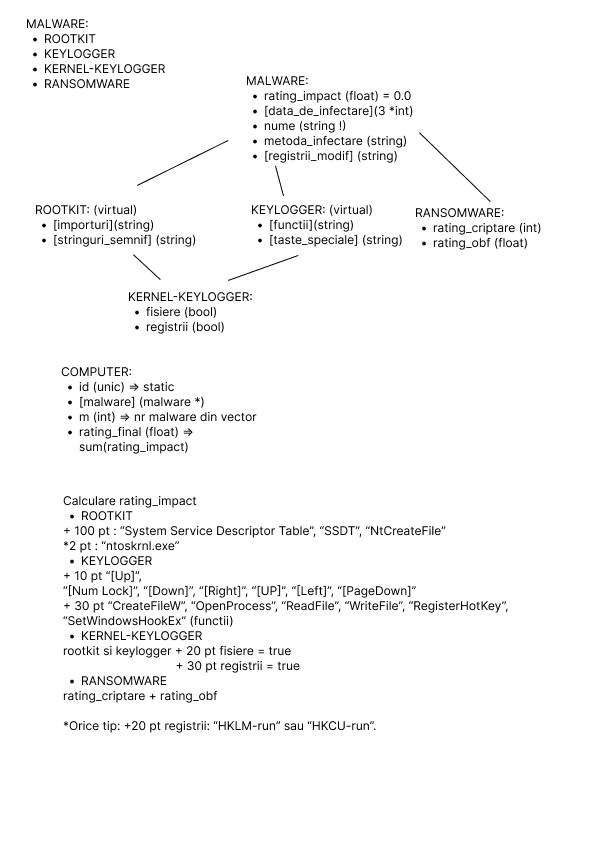 MALWARE:
• ROOTKIT
• KEYLOGGER
• KERNEL-KEYLOGGER
• RANSOMWARE
MALWARE:
• rating_impact (float) = 0.0
• [data_de_infectare](3 *int)
• nume (string !)
• metoda_infectare (string)
• [registrii_modif] (string)
ROOTKIT: (virtual)
• [importuri](string)
• [stringuri_semnif] (string)
KEYLOGGER: (virtual)
• [functii](string)
• [taste_speciale] (string)
RANSOMWARE:
• rating_criptare (int)
• rating_obf (float)
KERNEL-KEYLOGGER:
• fisiere (bool)
• registrii (bool)
COMPUTER:
• id (unic) => static
• [malware] (malware *)
• m (int) => nr malware din vector
• rating_final (float) =>
sum(rating_impact)
Calculare rating_impact
• ROOTKIT
+ 100 pt : “System Service Descriptor Table”, “SSDT”, “NtCreateFile”
*2 pt : “ntoskrnl.exe”
• KEYLOGGER
+ 10 pt “[Up]”,
“[Num Lock]”, “[Down]”, “[Right]”, “[UP]”, “[Left]”, “[PageDown]”
+ 30 pt “CreateFileW”, “OpenProcess”, “ReadFile”, “WriteFile”, “RegisterHotKey”,
“SetWindowsHookEx” (functii)
• KERNEL-KEYLOGGER
rootkit si keylogger + 20 pt fisiere = true
+ 30 pt registrii = true
• RANSOMWARE
rating_criptare + rating_obf
*Orice tip: +20 pt registrii: “HKLM-run” sau “HKCU-run”.